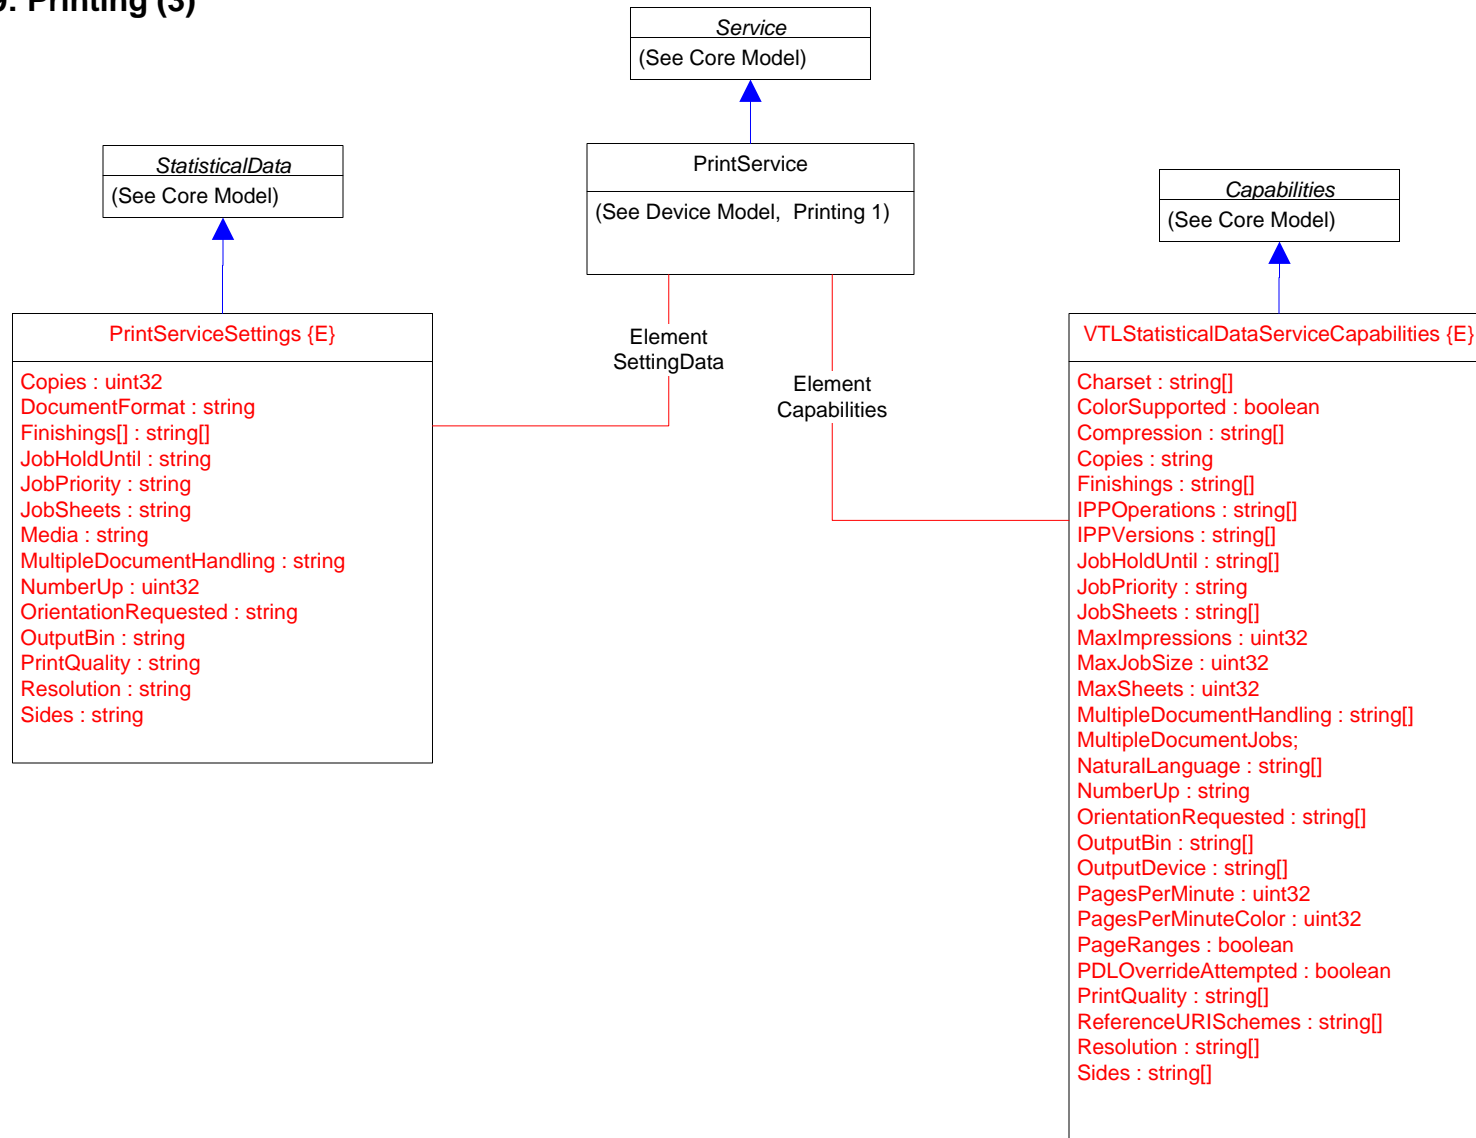 9: Printing (3)
Service
(See Core Model)
StatisticalData
(See Core Model)
PrintService
(See Device Model,  Printing 1)
Capabilities
(See Core Model)
Element
SettingData
Element
Capabilities
PrintServiceSettings {E}
Copies : uint32
DocumentFormat : string
Finishings[] : string[]
JobHoldUntil : string
JobPriority : string
JobSheets : string
Media : string
MultipleDocumentHandling : string
NumberUp : uint32
OrientationRequested : string
OutputBin : string
PrintQuality : string
Resolution : string
Sides : string
VTLStatisticalDataServiceCapabilities {E}
Charset : string[]
ColorSupported : boolean
Compression : string[]
Copies : string
Finishings : string[]
IPPOperations : string[]
IPPVersions : string[]
JobHoldUntil : string[]
JobPriority : string
JobSheets : string[]
MaxImpressions : uint32
MaxJobSize : uint32
MaxSheets : uint32
MultipleDocumentHandling : string[]
MultipleDocumentJobs;
NaturalLanguage : string[]
NumberUp : string
OrientationRequested : string[]
OutputBin : string[]
OutputDevice : string[]
PagesPerMinute : uint32
PagesPerMinuteColor : uint32
PageRanges : boolean
PDLOverrideAttempted : boolean
PrintQuality : string[]
ReferenceURISchemes : string[]
Resolution : string[]
Sides : string[]